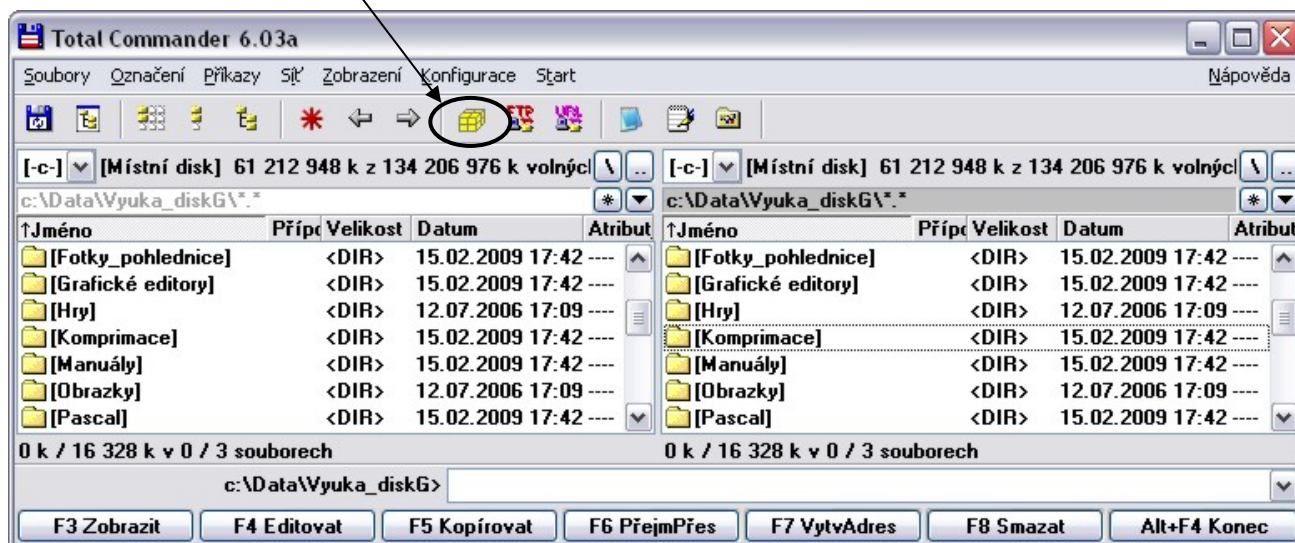 Total Commander 6.03a
Soubory Označení Příkazy Síť Zobrazení Konfigurace Start Nápověda
FTP URL
[-c-] [Místní disk] 61 212 948 k z 134 206 976 k volnýcl \ .. [-c-] [Místní disk] 61 212 948 k z 134 206 976 k volnýcl \ ..
c:\Data\Vyuka_diskG\*.* * c:\Data\Vyuka_diskG\*.* *
↑Jméno Přípo Velikost Datum Atribut ↑Jméno Přípo Velikost Datum Atribut
[Fotky_pohlednice] <DIR> 15.02.2009 17:42 ---- [Fotky_pohlednice] <DIR> 15.02.2009 17:42 ----
[Grafické editory] <DIR> 15.02.2009 17:42 ---- [Grafické editory] <DIR> 15.02.2009 17:42 ----
[Hry] <DIR> 12.07.2006 17:09 ---- [Hry] <DIR> 12.07.2006 17:09 ----
[Komprimace] <DIR> 15.02.2009 17:42 ---- [Komprimace] <DIR> 15.02.2009 17:42 ----
[Manuály] <DIR> 15.02.2009 17:42 ---- [Manuály] <DIR> 15.02.2009 17:42 ----
[Obrazky] <DIR> 12.07.2006 17:09 ---- [Obrazky] <DIR> 12.07.2006 17:09 ----
[Pascal] <DIR> 15.02.2009 17:42 ---- [Pascal] <DIR> 15.02.2009 17:42 ----
0 k / 16 328 k v 0 / 3 souborech 0 k / 16 328 k v 0 / 3 souborech
c:\Data\Vyuka_diskG>
F3 Zobrazit F4 Editovat F5 Kopírovat F6 PřejmPřes F7 VytvAdres F8 Smazat Alt+F4 Konec